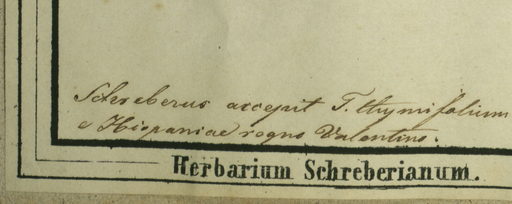 Schreberus accepit T. thymifolium
e Hispaniae regno Valentino.
Herbarium Schreberianum.